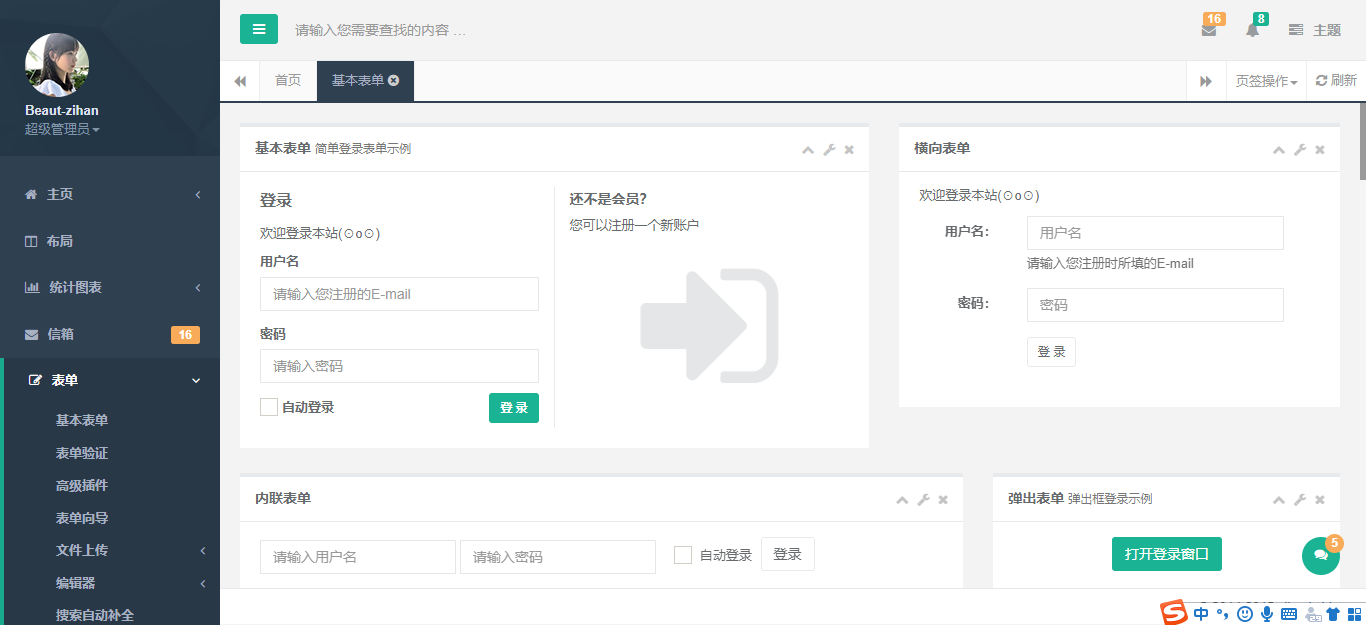 Beaut-zihan
超级管理员
主页
布局
统计图表
信箱 16
表单
基本表单
表单验证
高级插件
表单向导
文件上传
编辑器
搜索自动补全
请输入您需要查找的内容 …
16
8
主题
首页
基本表单
页签操作
刷新
基本表单 简单登录表单示例
登录
欢迎登录本站(⊙o⊙)
用户名
请输入您注册的E-mail
密码
请输入密码
自动登录
登 录
还不是会员?
您可以注册一个新账户
横向表单
欢迎登录本站(⊙o⊙)
用户名：
用户名
请输入您注册时所填的E-mail
密码：
密码
登 录
内联表单
请输入用户名
请输入密码
自动登录
登录
弹出表单 弹出框登录示例
打开登录窗口
5
S 中